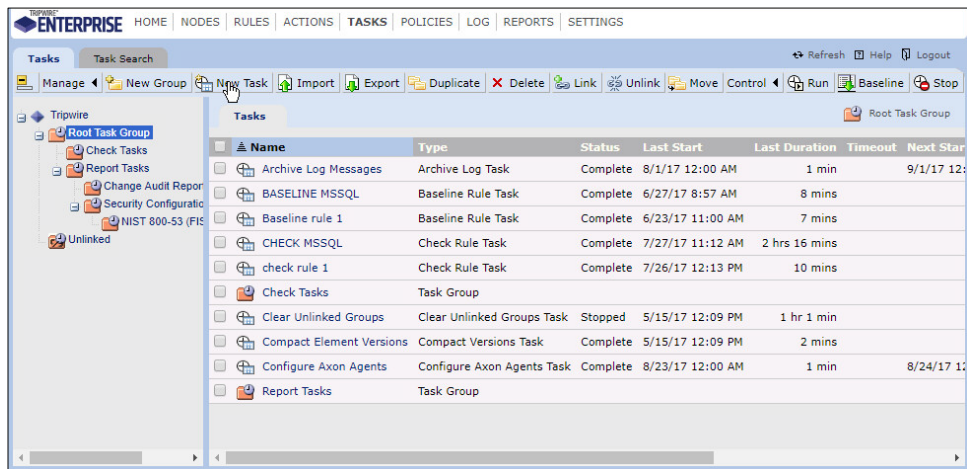 TRIPWIRE
ENTERPRISE HOME NODES RULES ACTIONS TASKS POLICIES LOG REPORTS SETTINGS
Tasks Task Search Refresh Help Logout
Manage New Group New Task Import Export Duplicate Delete Link Unlink Move Control Run Baseline Stop
Tripwire
Root Task Group
Check Tasks
Report Tasks
Change Audit Repor
Security Configuratio
NIST 800-53 (FIS
Unlinked
Tasks Root Task Group
Name Type Status Last Start Last Duration Timeout Next Star
Archive Log Messages Archive Log Task Complete 8/1/17 12:00 AM 1 min 9/1/17 12:
BASELINE MSSQL Baseline Rule Task Complete 6/27/17 8:57 AM 8 mins
Baseline rule 1 Baseline Rule Task Complete 6/23/17 11:00 AM 7 mins
CHECK MSSQL Check Rule Task Complete 7/27/17 11:12 AM 2 hrs 16 mins
check rule 1 Check Rule Task Complete 7/26/17 12:13 PM 10 mins
Check Tasks Task Group
Clear Unlinked Groups Clear Unlinked Groups Task Stopped 5/15/17 12:09 PM 1 hr 1 min
Compact Element Versions Compact Versions Task Complete 5/15/17 12:09 PM 2 mins
Configure Axon Agents Configure Axon Agents Task Complete 8/23/17 12:00 AM 1 min 8/24/17 12
Report Tasks Task Group